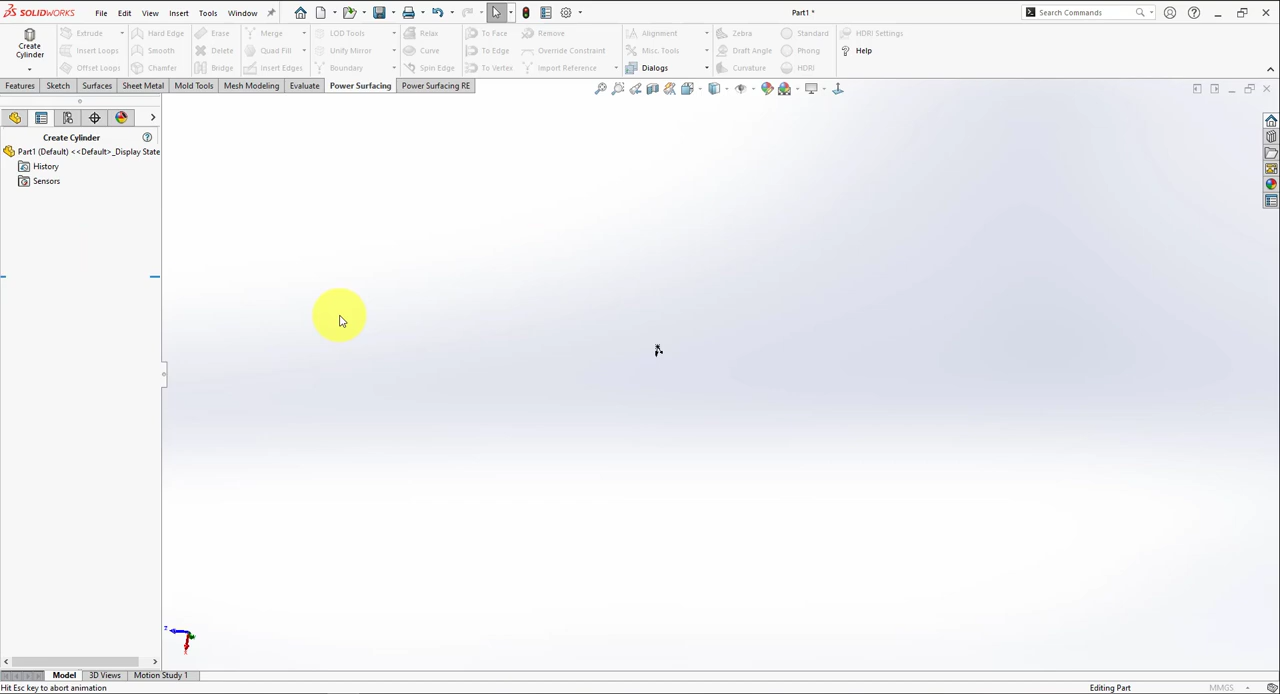 SOLIDWORKS File Edit View Insert Tools Window Part1 * Search Commands
Create Cylinder Extrude Hard Edge Erase Merge LOD Tools Relax To Face Remove Alignment Zebra Standard HDRI Settings
Insert Loops Smooth Delete Quad Fill Unify Mirror Curve To Edge Override Constraint Misc. Tools Draft Angle Phong Help
Offset Loops Chamfer Bridge Insert Edges Boundary Spin Edge To Vertex Import Reference Dialogs Curvature HDRI
Features Sketch Surfaces Sheet Metal Mold Tools Mesh Modeling Evaluate Power Surfacing Power Surfacing RE
Create Cylinder
Part1 (Default) <<Default>_Display State
History
Sensors
Model 3D Views Motion Study 1
Hit Esc key to abort animation Editing Part MMGS